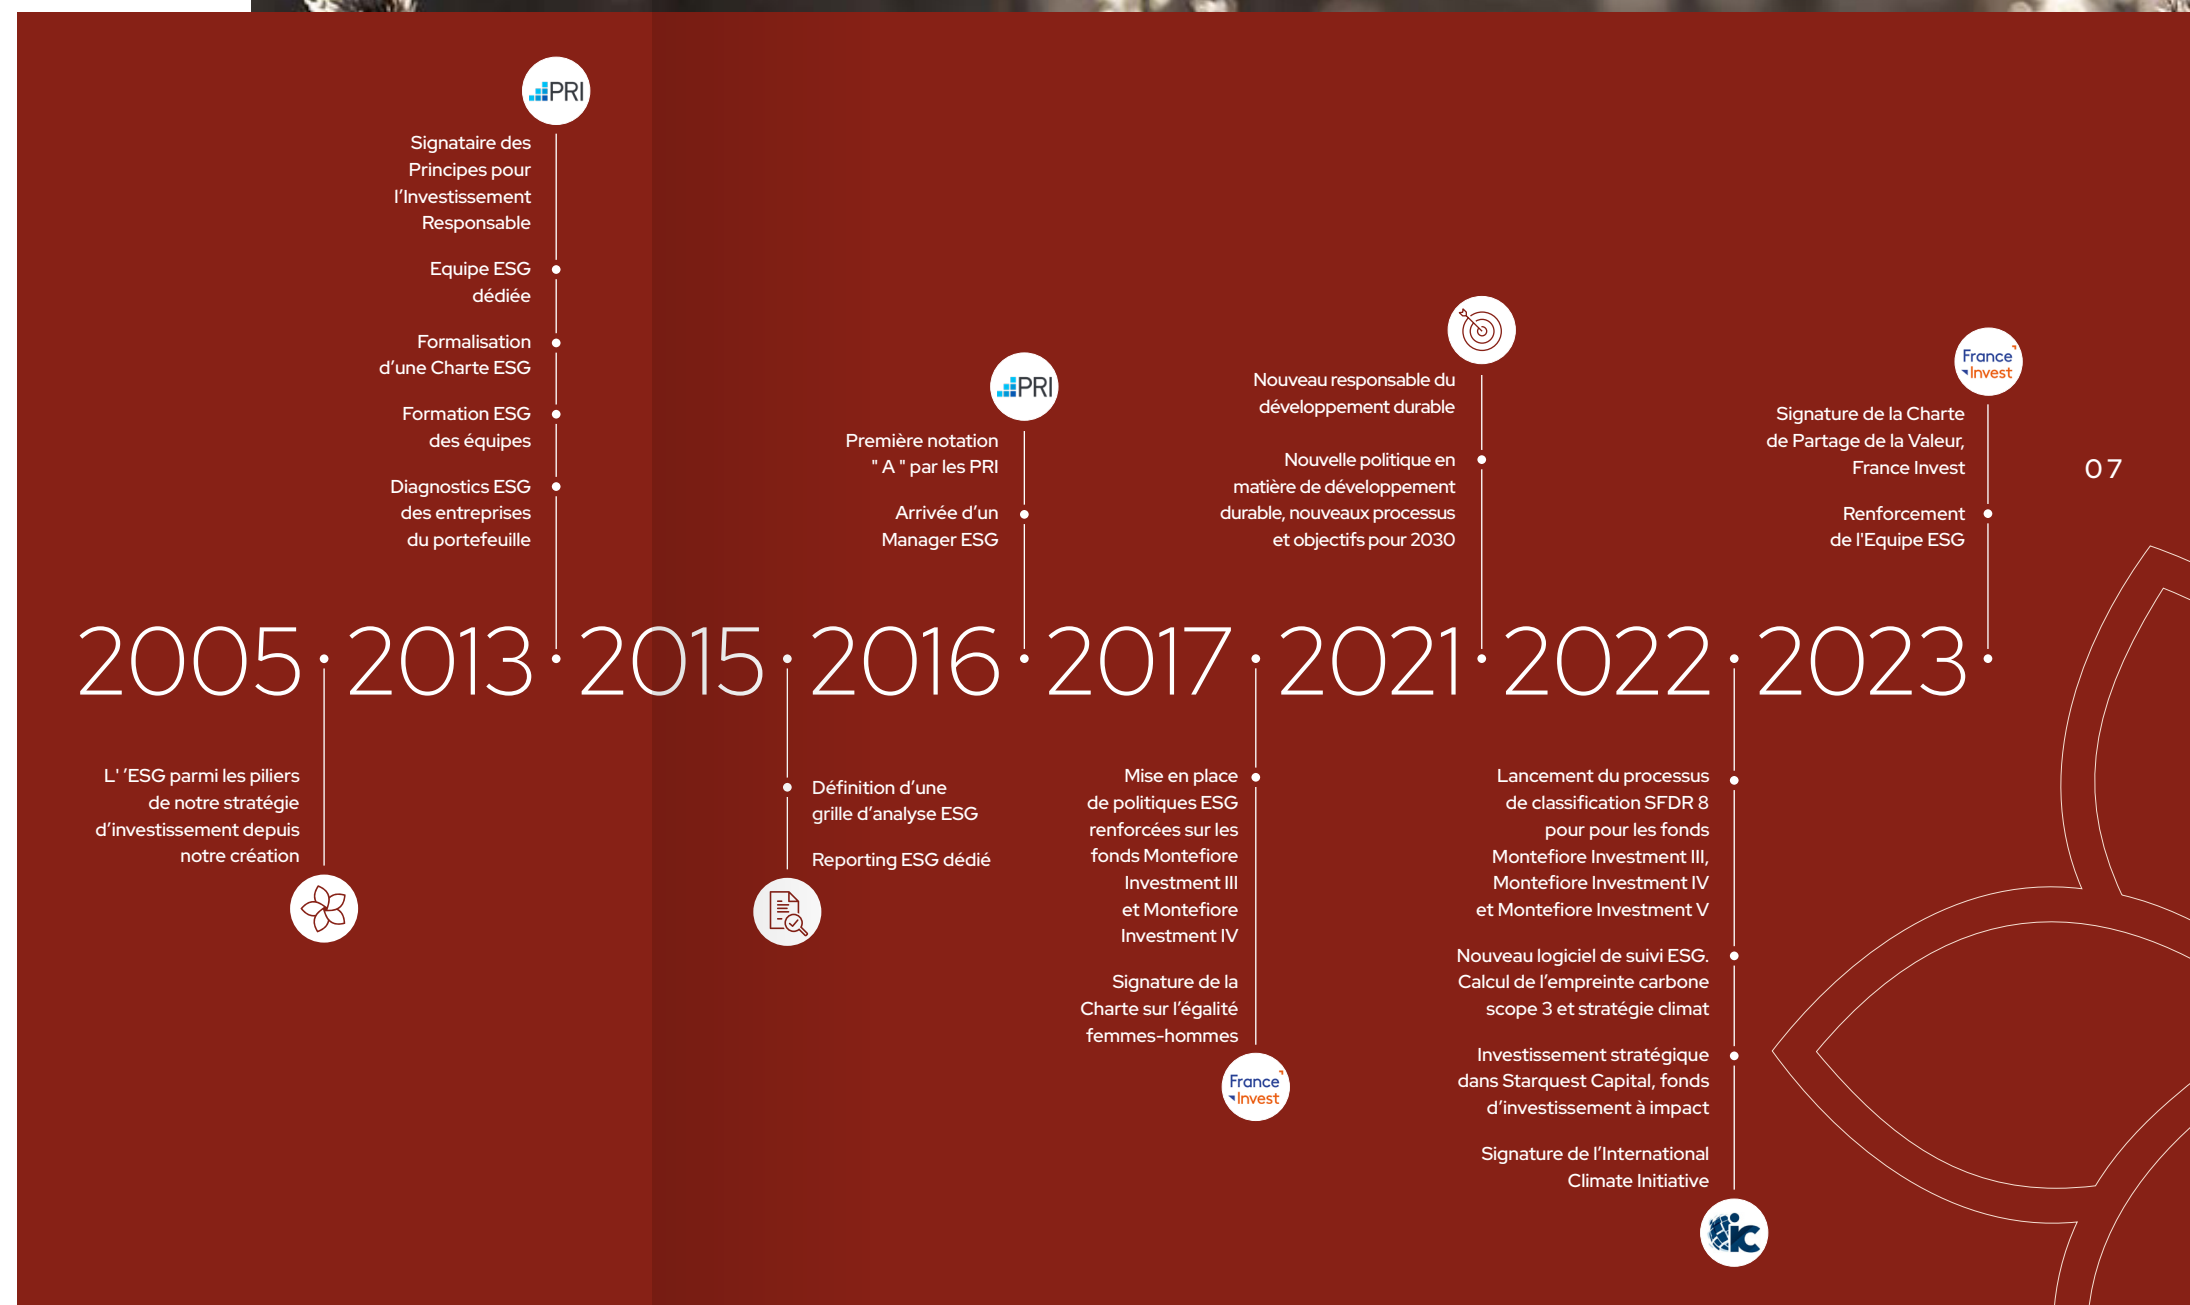 PRI
Signataire des
Principes pour
l’Investissement
Responsable
Equipe ESG
dédiée
Formalisation
d’une Charte ESG
Formation ESG
des équipes
Diagnostics ESG
des entreprises
du portefeuille
PRI
Première notation
" A " par les PRI
Arrivée d’un
Manager ESG
Nouveau responsable du
développement durable
Nouvelle politique en
matière de développement
durable, nouveaux processus
et objectifs pour 2030
France
Invest
Signature de la Charte
de Partage de la Valeur,
France Invest
Renforcement
de l'Equipe ESG
07
2005 · 2013 · 2015 · 2016 · 2017 · 2021 · 2022 · 2023 ·
L' ’ESG parmi les piliers
de notre stratégie
d’investissement depuis
notre création
Définition d’une
grille d’analyse ESG
Reporting ESG dédié
Mise en place
de politiques ESG
renforcées sur les
fonds Montefiore
Investment III
et Montefiore
Investment IV
Signature de la
Charte sur l’égalité
femmes-hommes
France
Invest
Lancement du processus
de classification SFDR 8
pour pour les fonds
Montefiore Investment III,
Montefiore Investment IV
et Montefiore Investment V
Nouveau logiciel de suivi ESG.
Calcul de l’empreinte carbone
scope 3 et stratégie climat
Investissement stratégique
dans Starquest Capital, fonds
d’investissement à impact
Signature de l’International
Climate Initiative
ic